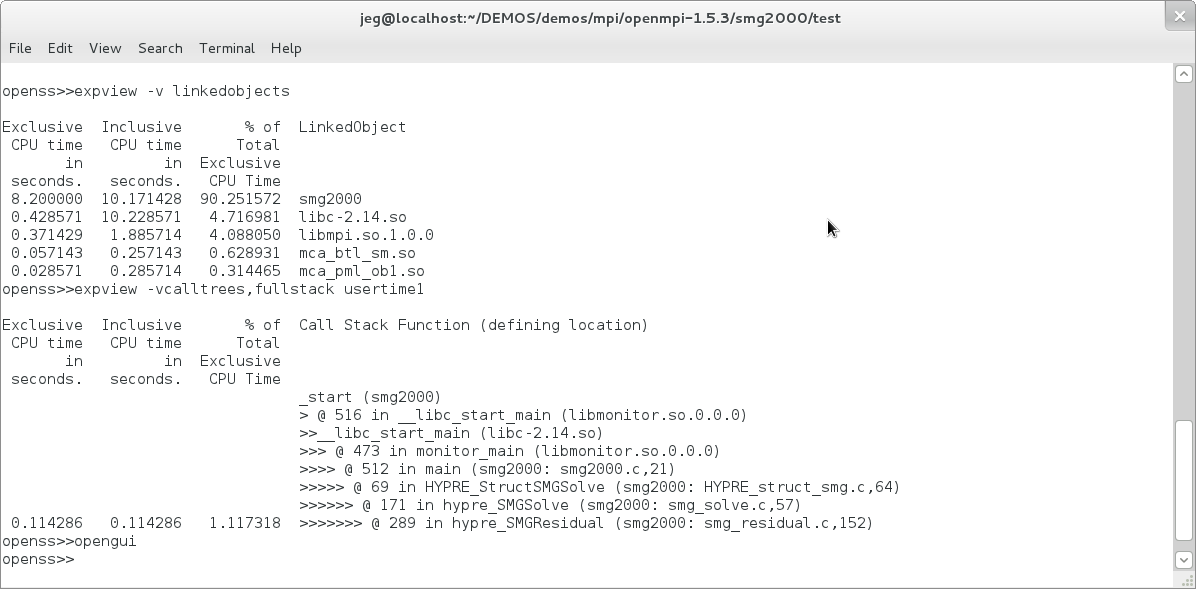 jeg@localhost:~/DEMOS/demos/mpi/openmpi-1.5.3/smg2000/test
File Edit View Search Terminal Help
openss>>expview -v linkedobjects
Exclusive Inclusive % of LinkedObject
CPU time CPU time Total
in in Exclusive
seconds. seconds. CPU Time
8.200000 10.171428 90.251572 smg2000
0.428571 10.228571 4.716981 libc-2.14.so
0.371429 1.885714 4.088050 libmpi.so.1.0.0
0.057143 0.257143 0.628931 mca_btl_sm.so
0.028571 0.285714 0.314465 mca_pml_ob1.so
openss>>expview -vcalltrees,fullstack usertime1
Exclusive Inclusive % of Call Stack Function (defining location)
CPU time CPU time Total
in in Exclusive
seconds. seconds. CPU Time
_start (smg2000)
> @ 516 in __libc_start_main (libmonitor.so.0.0.0)
>>__libc_start_main (libc-2.14.so)
>>> @ 473 in monitor_main (libmonitor.so.0.0.0)
>>>> @ 512 in main (smg2000: smg2000.c,21)
>>>>> @ 69 in HYPRE_StructSMGSolve (smg2000: HYPRE_struct_smg.c,64)
>>>>>> @ 171 in hypre_SMGSolve (smg2000: smg_solve.c,57)
0.114286 0.114286 1.117318 >>>>>>> @ 289 in hypre_SMGResidual (smg2000: smg_residual.c,152)
openss>>opengui
openss>>